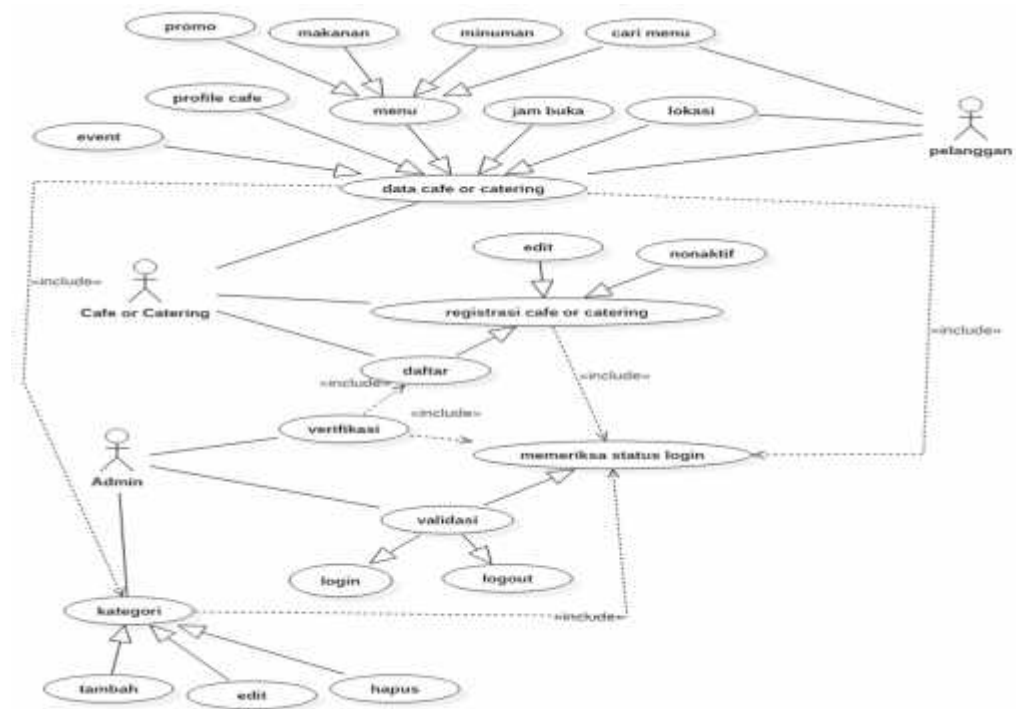 promo
makanan
minuman
cari menu
profile cafe
menu
jam buka
lokasi
event
pelanggan
data cafe or catering
edit
nonaktif
«include»
Cafe or Catering
registrasi cafe or catering
«include»
daftar
«include»
«include»
verifikasi
«include»
memeriksa status login
Admin
validasi
login
logout
kategori
«include»
tambah
edit
hapus